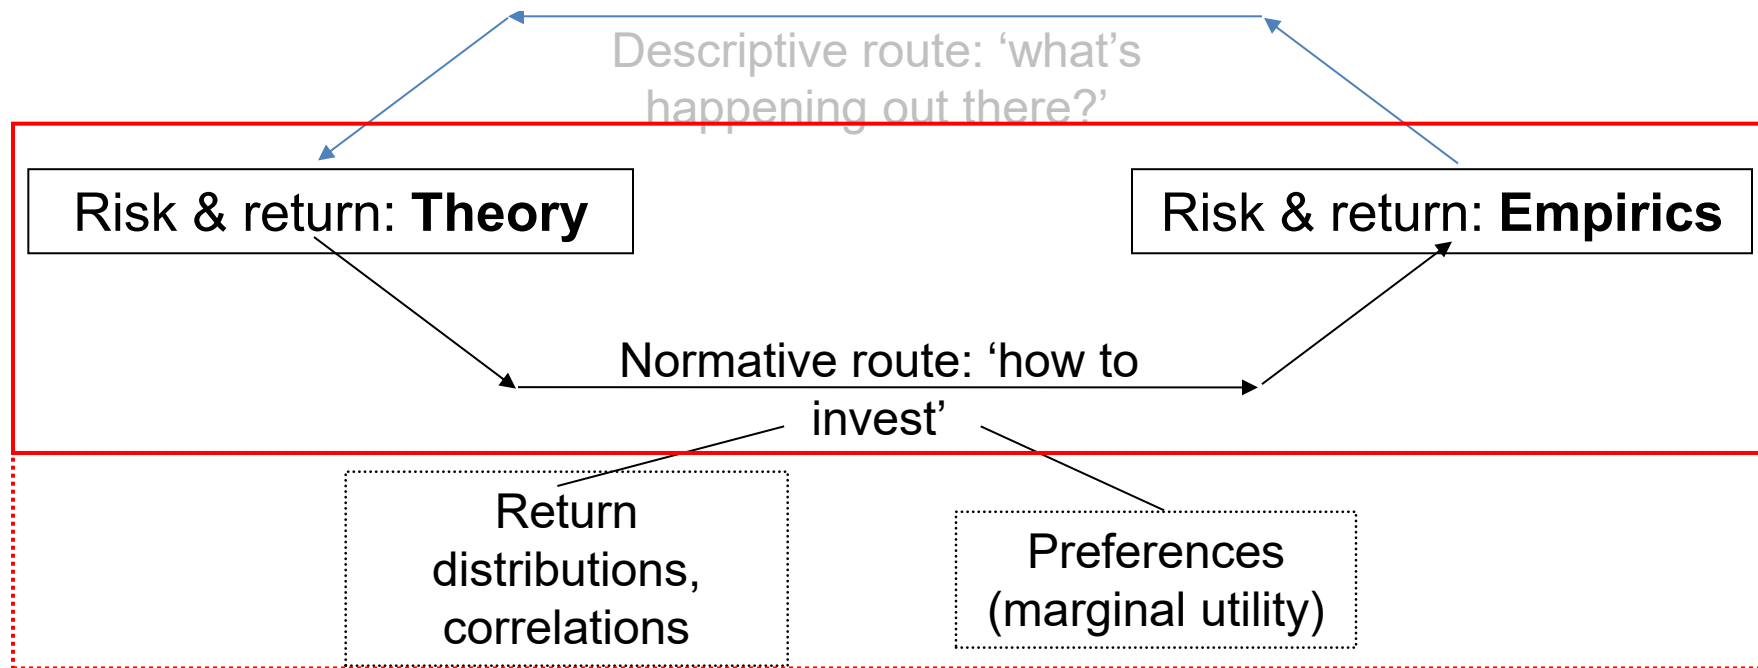 Descriptive route: ‘what’s
happening out there?’
Risk & return: Theory
Risk & return: Empirics
Normative route: ‘how to
invest’
Return
distributions,
correlations
Preferences
(marginal utility)